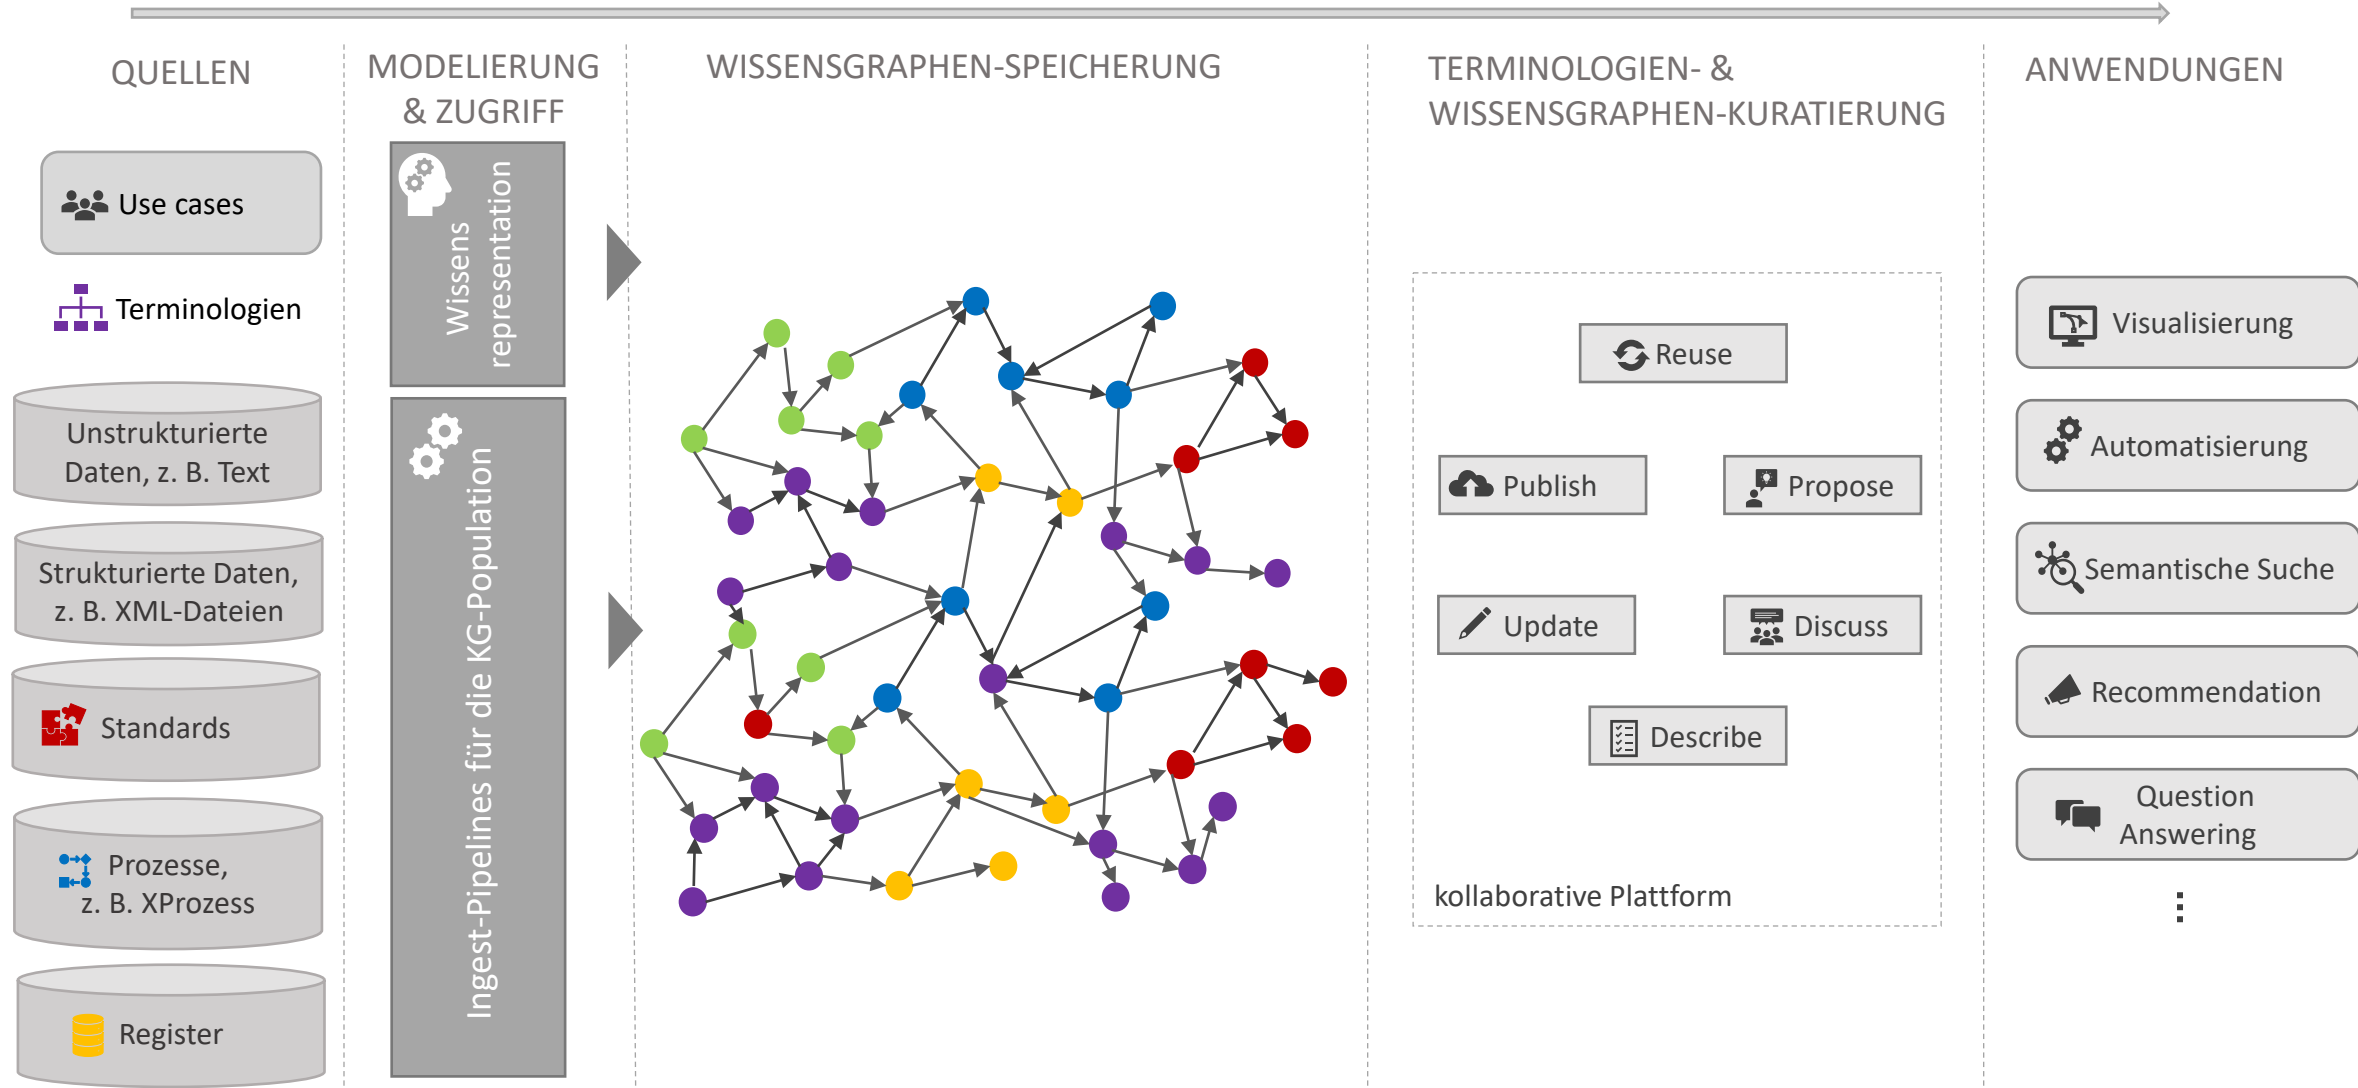 QUELLEN
MODELIERUNG
& ZUGRIFF
WISSENSGRAPHEN-SPEICHERUNG
TERMINOLOGIEN- &
WISSENSGRAPHEN-KURATIERUNG
ANWENDUNGEN
Use cases
Terminologien
Unstrukturierte
Daten, z. B. Text
Strukturierte Daten,
z. B. XML-Dateien
Standards
Prozesse,
z. B. XProzess
Register
Wissens
representation
Ingest-Pipelines für die KG-Population
Reuse
Publish
Propose
Update
Discuss
Describe
kollaborative Plattform
Visualisierung
Automatisierung
Semantische Suche
Recommendation
Question
Answering
⋮